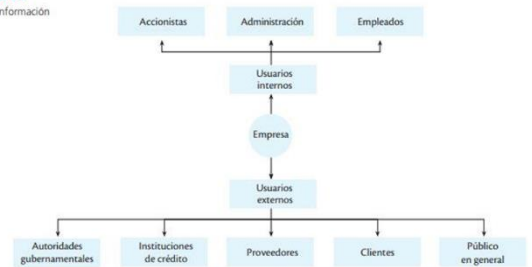 nformación
Accionistas
Administración
Empleados
Usuarios
internos
Empresa
Usuarios
externos
Autoridades
gubernamentales
Instituciones
de crédito
Proveedores
Clientes
Público
en general